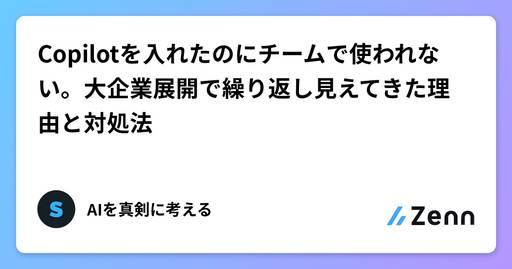 Copilotを入れたのにチームで使われな
い。大企業展開で繰り返し見えてきた理
由と対処法
S
AIを真剣に考える
Zenn